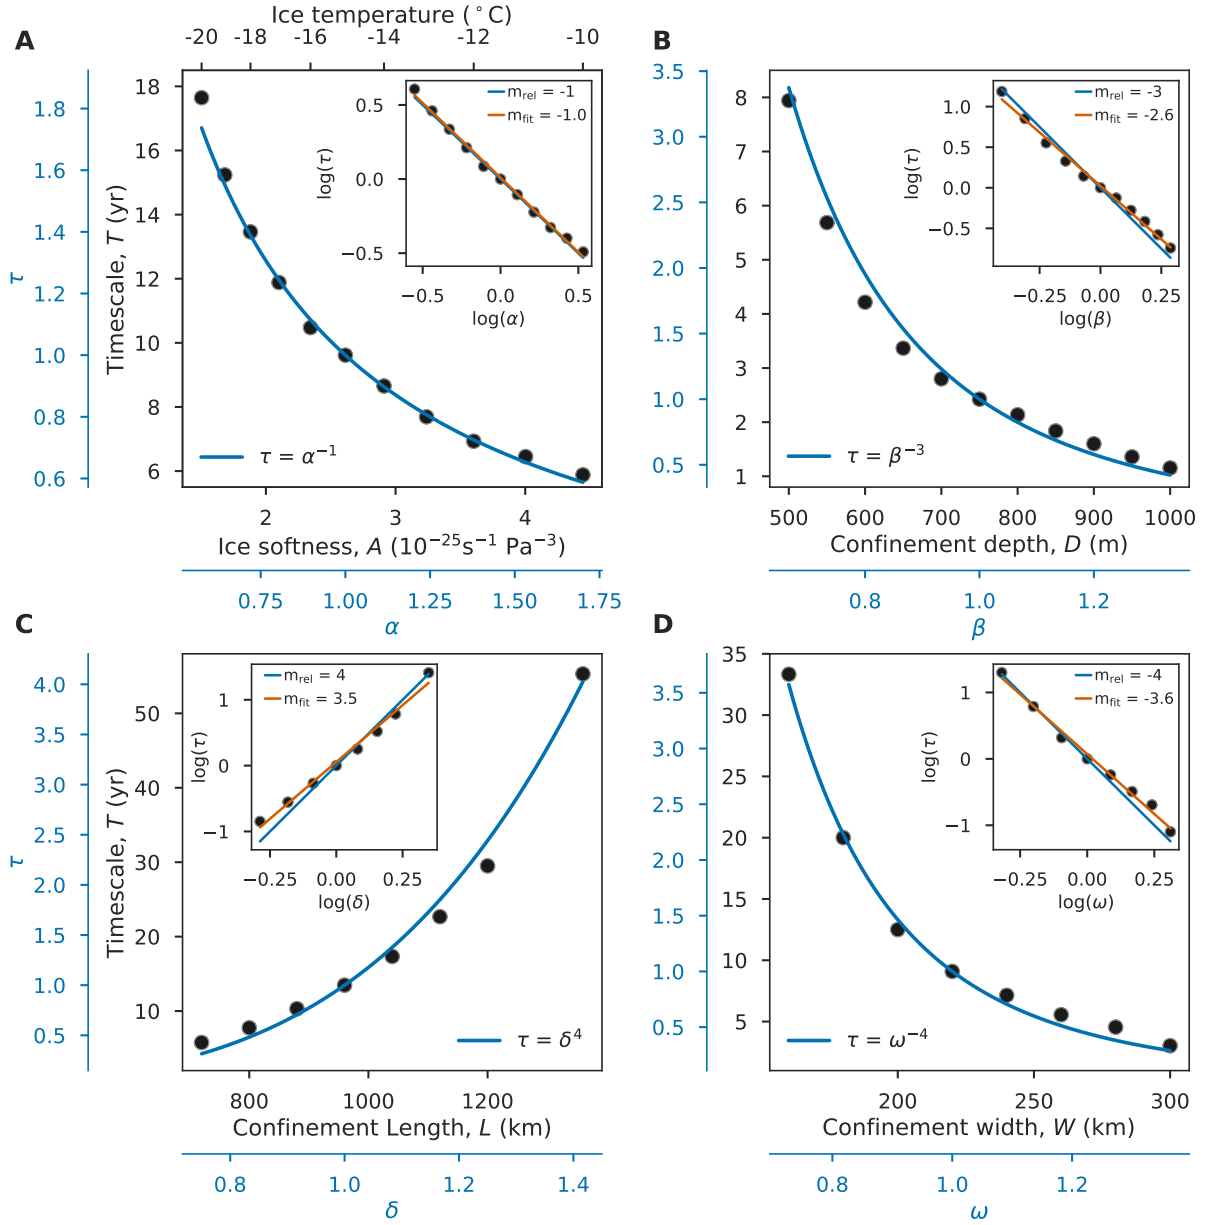 Ice temperature (°C)
A
-20 -18 -16 -14 -12 -10
18
16
14
12
10
8
6
1.8
1.6
1.4
1.2
1.0
0.8
0.6
τ
Timescale, T (yr)
m_rel = -1
m_fit = -1.0
0.5
0.0
−0.5
log(τ)
−0.5 0.0 0.5
log(α)
τ = α⁻¹
2 3 4
Ice softness, A (10⁻²⁵s⁻¹ Pa⁻³)
0.75 1.00 1.25 1.50 1.75
α
B
3.5
3.0
2.5
2.0
1.5
1.0
0.5
8
7
6
5
4
3
2
1
m_rel = -3
m_fit = -2.6
1.0
0.5
0.0
−0.5
log(τ)
−0.25 0.00 0.25
log(β)
τ = β⁻³
500 600 700 800 900 1000
Confinement depth, D (m)
0.8 1.0 1.2
β
C
4.0
3.5
3.0
2.5
2.0
1.5
1.0
0.5
τ
Timescale, T (yr)
50
40
30
20
10
m_rel = 4
m_fit = 3.5
1
0
−1
log(τ)
−0.25 0.00 0.25
log(δ)
τ = δ⁴
800 1000 1200
Confinement Length, L (km)
0.8 1.0 1.2 1.4
δ
D
3.5
3.0
2.5
2.0
1.5
1.0
0.5
35
30
25
20
15
10
5
m_rel = -4
m_fit = -3.6
1
0
−1
log(τ)
−0.25 0.00 0.25
log(ω)
τ = ω⁻⁴
200 250 300
Confinement width, W (km)
0.8 1.0 1.2
ω